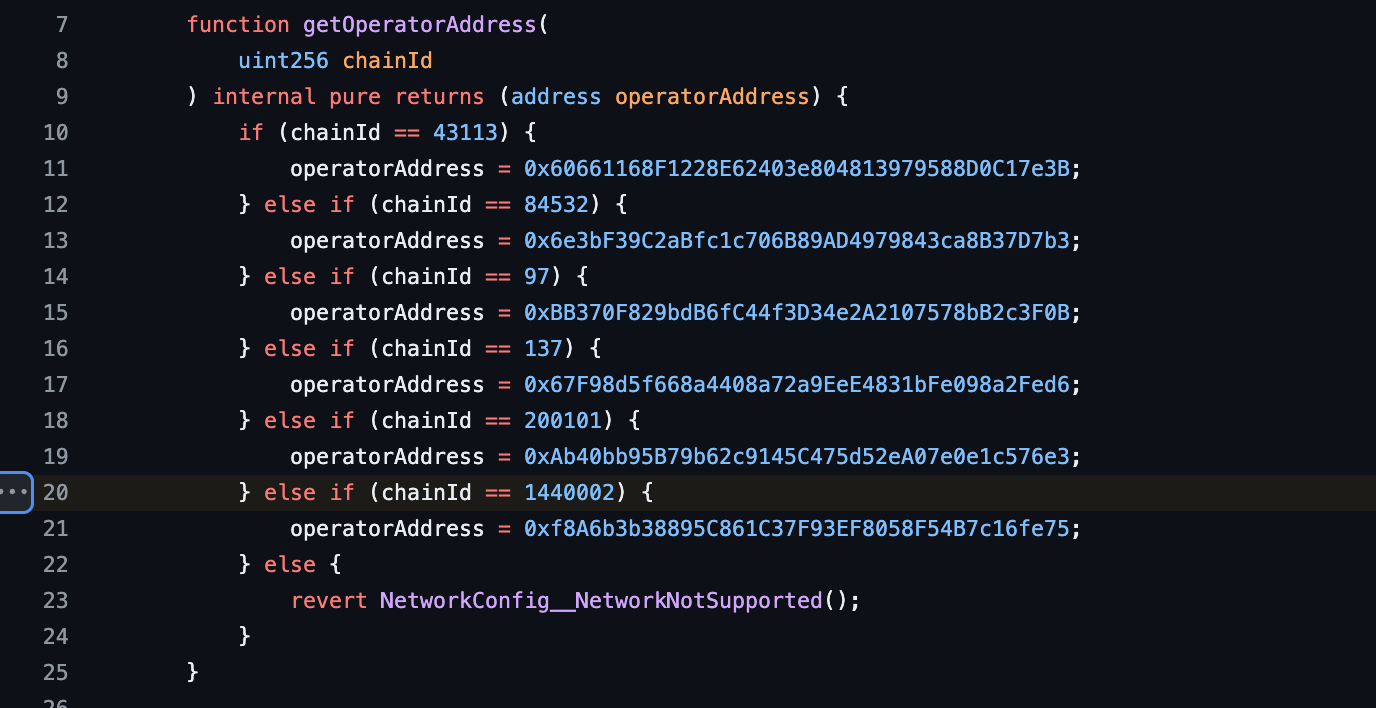 7 function getOperatorAddress(
8 uint256 chainId
9 ) internal pure returns (address operatorAddress) {
10 if (chainId == 43113) {
11 operatorAddress = 0x60661168F1228E62403e804813979588D0C17e3B;
12 } else if (chainId == 84532) {
13 operatorAddress = 0x6e3bF39C2aBfc1c706B89AD4979843ca8B37D7b3;
14 } else if (chainId == 97) {
15 operatorAddress = 0xBB370F829bdB6fC44f3D34e2A2107578bB2c3F0B;
16 } else if (chainId == 137) {
17 operatorAddress = 0x67F98d5f668a4408a72a9EeE4831bFe098a2Fed6;
18 } else if (chainId == 200101) {
19 operatorAddress = 0xAb40bb95B79b62c9145C475d52eA07e0e1c576e3;
20 } else if (chainId == 1440002) {
21 operatorAddress = 0xf8A6b3b38895C861C37F93EF8058F54B7c16fe75;
22 } else {
23 revert NetworkConfig__NetworkNotSupported();
24 }
25 }
26